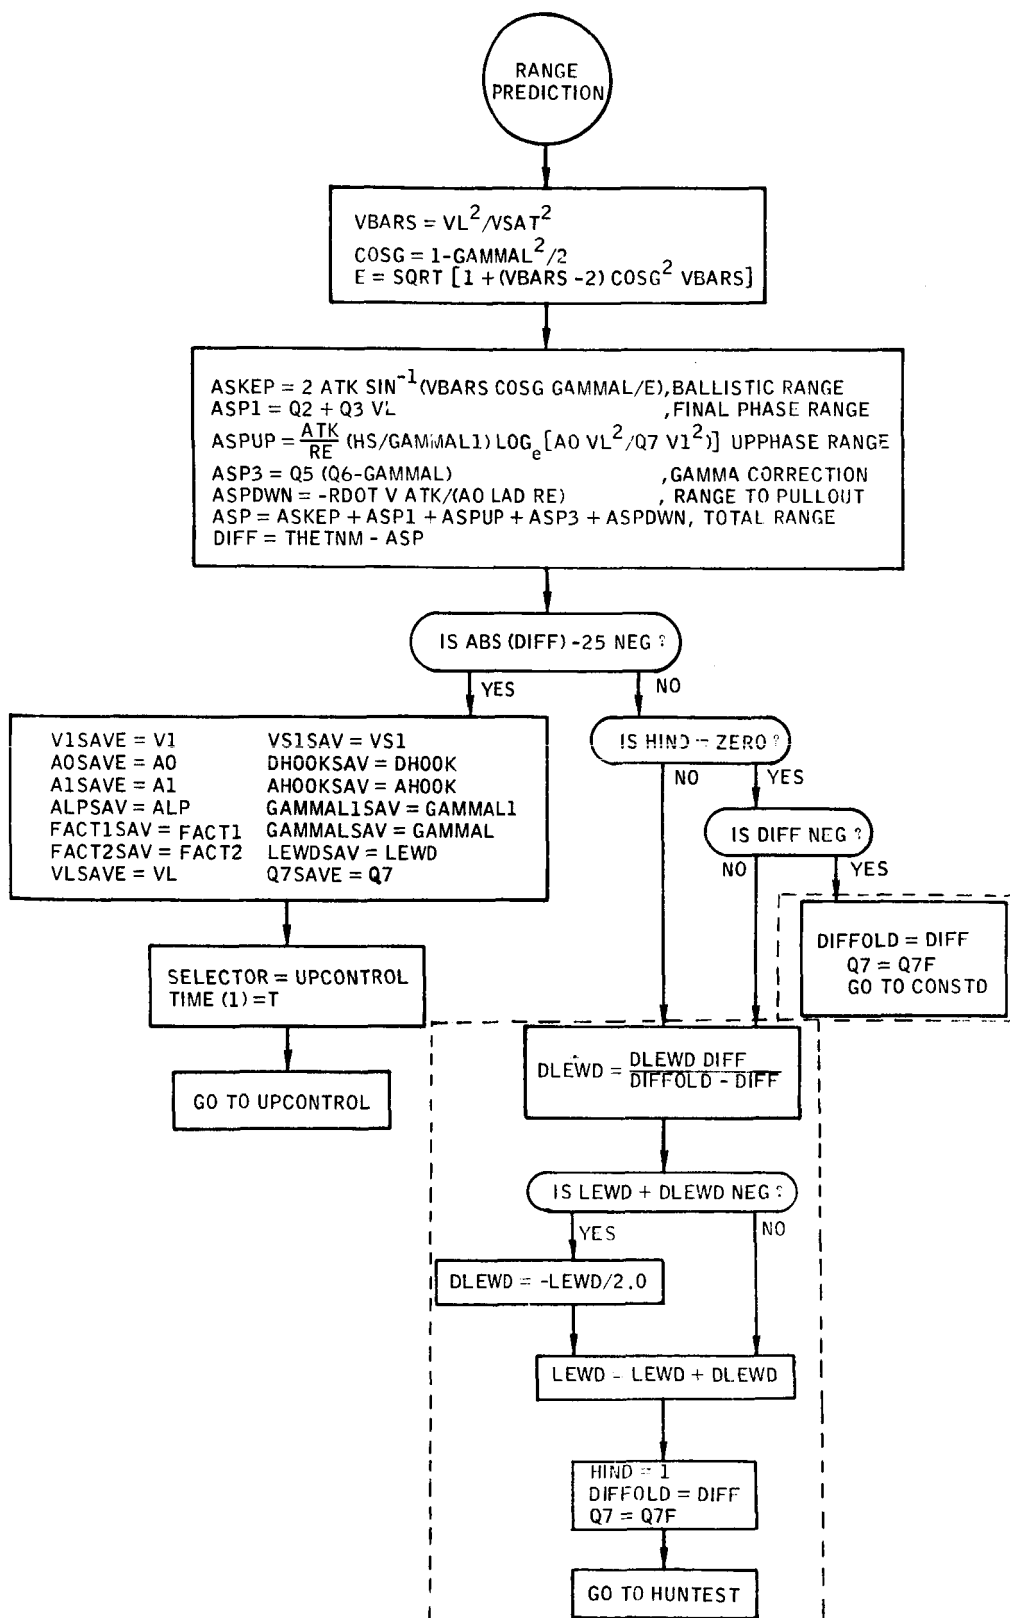 RANGE
PREDICTION
VBARS = VL²/VSAT²
COSG = 1-GAMMAL²/2
E = SQRT [1 + (VBARS -2) COSG² VBARS]
ASKEP = 2 ATK SIN⁻¹ (VBARS COSG GAMMAL/E), BALLISTIC RANGE
ASP1 = Q2 + Q3 VL , FINAL PHASE RANGE
ASPUP = ATK/RE (HS/GAMMAL1) LOGₑ [A0 VL²/Q7 V1²)] UPPHASE RANGE
ASP3 = Q5 (Q6-GAMMAL) , GAMMA CORRECTION
ASPDWN = -RDOT V ATK/(A0 LAD RE) , RANGE TO PULLOUT
ASP = ASKEP + ASP1 + ASPUP + ASP3 + ASPDWN, TOTAL RANGE
DIFF = THETNM - ASP
IS ABS (DIFF) -25 NEG ?
YES
NO
V1SAVE = V1 VS1SAV = VS1
A0SAVE = A0 DHOOKSAV = DHOOK
A1SAVE = A1 AHOOKSAV = AHOOK
ALPSAV = ALP GAMMAL1SAV = GAMMAL1
FACT1SAV = FACT1 GAMMALSAV = GAMMAL
FACT2SAV = FACT2 LEWDSAV = LEWD
VLSAVE = VL Q7SAVE = Q7
IS HIND = ZERO ?
NO
YES
IS DIFF NEG ?
NO
YES
DIFFOLD = DIFF
Q7 = Q7F
GO TO CONSTD
SELECTOR = UPCONTROL
TIME (1) = T
GO TO UPCONTROL
DLEWD = DLEWD DIFF/DIFFOLD - DIFF
IS LEWD + DLEWD NEG ?
YES
NO
DLEWD = -LEWD/2.0
LEWD = LEWD + DLEWD
HIND = 1
DIFFOLD = DIFF
Q7 = Q7F
GO TO HUNTEST